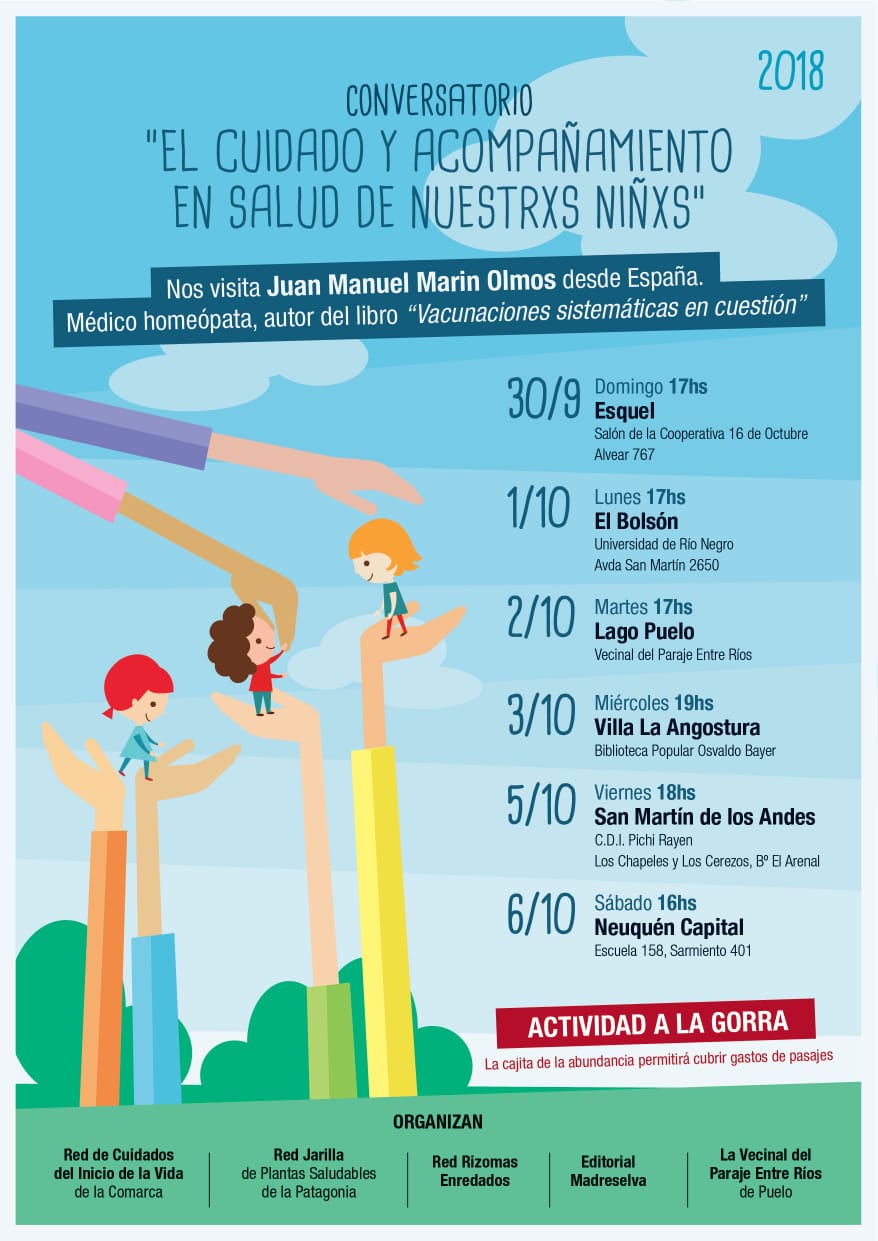 2018
CONVERSATORIO
"EL CUIDADO Y ACOMPAÑAMIENTO
EN SALUD DE NUESTRXS NIÑXS"
Nos visita Juan Manuel Marin Olmos desde España.
Médico homeópata, autor del libro “Vacunaciones sistemáticas en cuestión”
30/9 Domingo 17hs
Esquel
Salón de la Cooperativa 16 de Octubre
Alvear 767
1/10 Lunes 17hs
El Bolsón
Universidad de Río Negro
Avda San Martín 2650
2/10 Martes 17hs
Lago Puelo
Vecinal del Paraje Entre Ríos
3/10 Miércoles 19hs
Villa La Angostura
Biblioteca Popular Osvaldo Bayer
5/10 Viernes 18hs
San Martín de los Andes
C.D.I. Pichi Rayen
Los Chapeles y Los Cerezos, Bº El Arenal
6/10 Sábado 16hs
Neuquén Capital
Escuela 158, Sarmiento 401
ACTIVIDAD A LA GORRA
La cajita de la abundancia permitirá cubrir gastos de pasajes
ORGANIZAN
Red de Cuidados
del Inicio de la Vida
de la Comarca
Red Jarilla
de Plantas Saludables
de la Patagonia
Red Rizomas
Enredados
Editorial
Madreselva
La Vecinal del
Paraje Entre Ríos
de Puelo